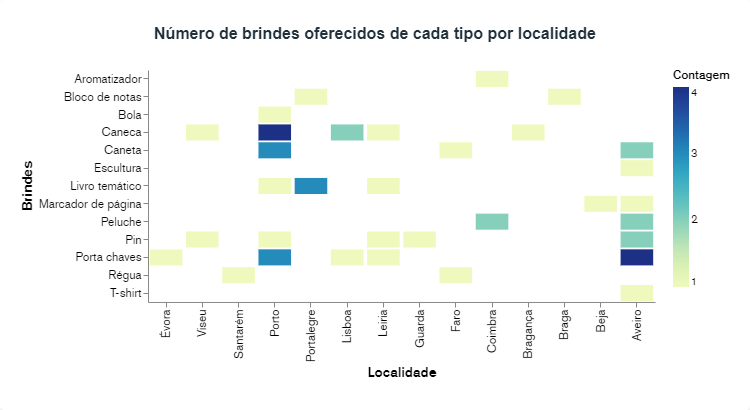 Número de brindes oferecidos de cada tipo por localidade
Contagem
4
3
2
1
Brindes
Aromatizador
Bloco de notas
Bola
Caneca
Caneta
Escultura
Livro temático
Marcador de página
Peluche
Pin
Porta chaves
Régua
T-shirt
Évora
Viseu
Santarém
Porto
Portalegre
Lisboa
Leiria
Guarda
Faro
Coimbra
Bragança
Braga
Beja
Aveiro
Localidade